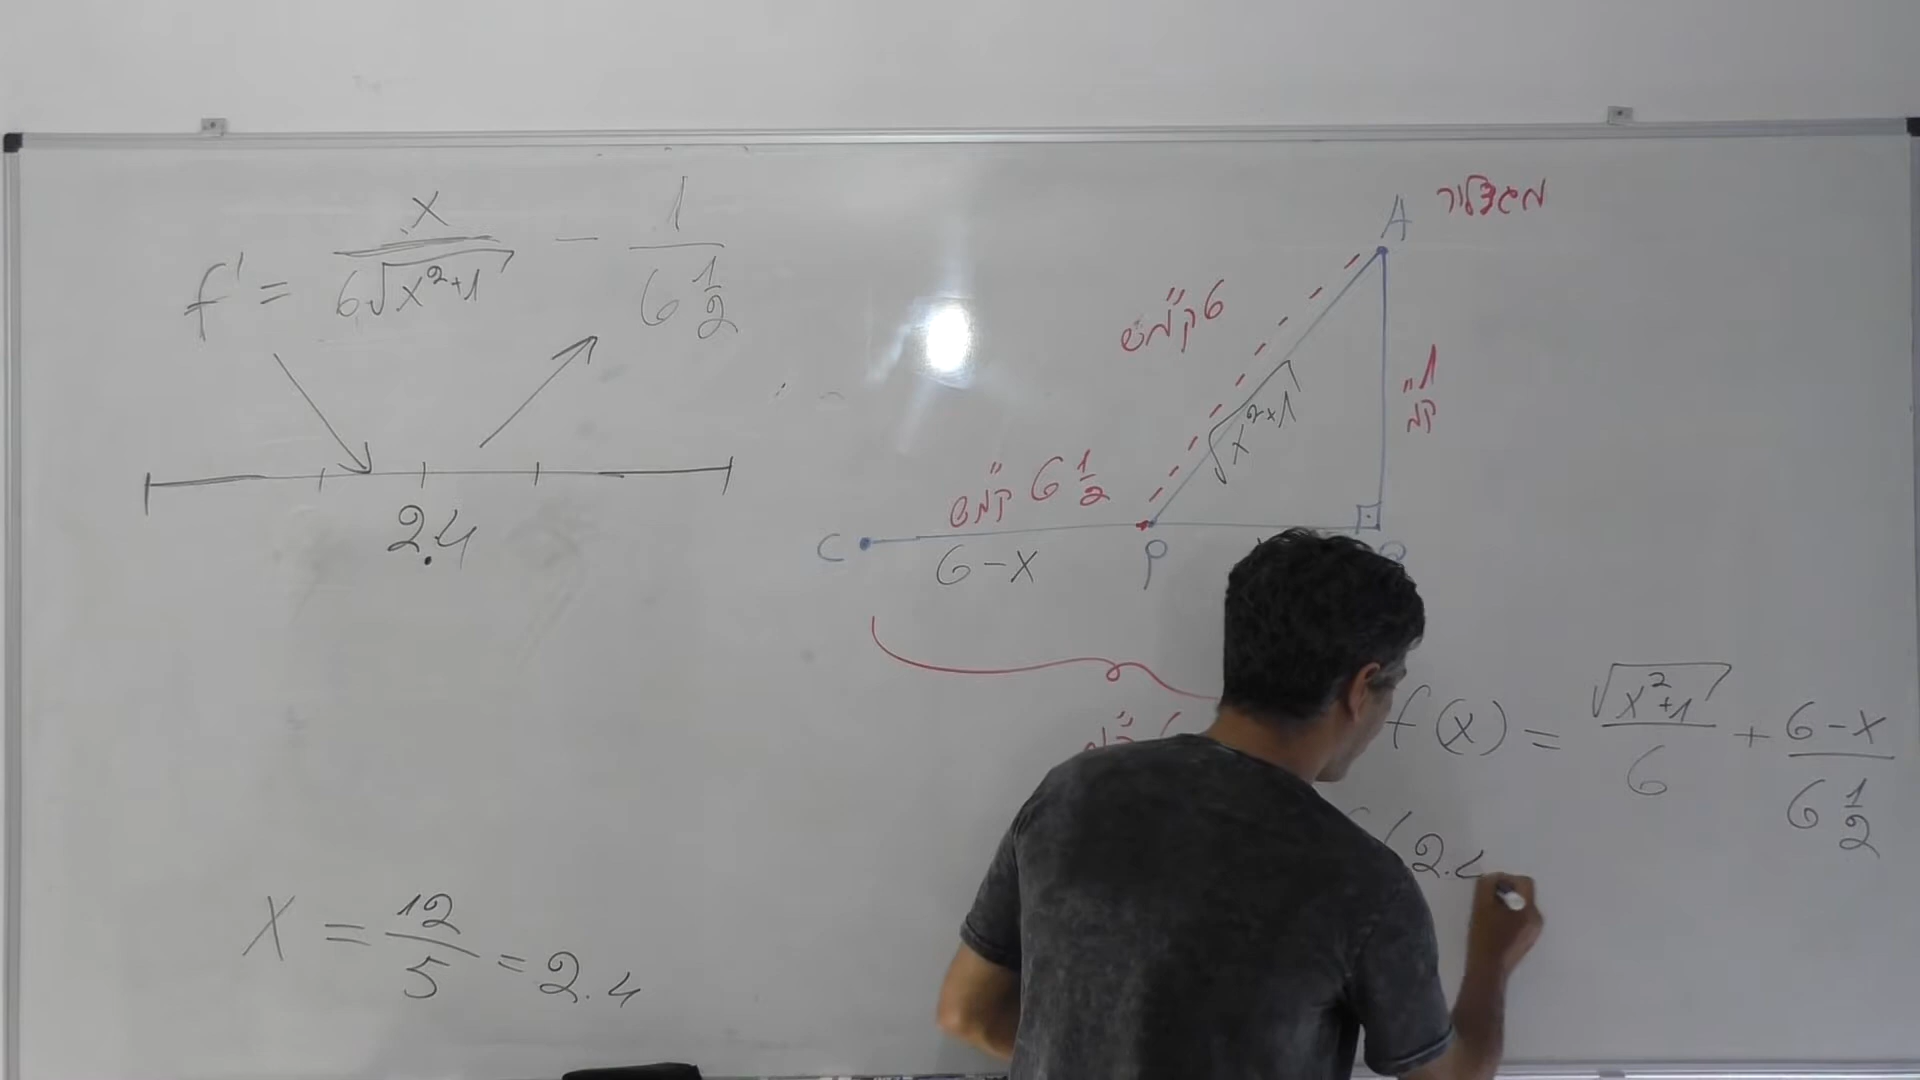 f' = x / 6√x²+1 - 1 / 6 1/2
2.4
x = 12/5 = 2.4
A
6 קמ"ש
1 ק"מ
√x²+1
6 1/2 קמ"ש
C
P
6-x
f(x) = √x²+1 / 6 + 6-x / 6 1/2
(2.4